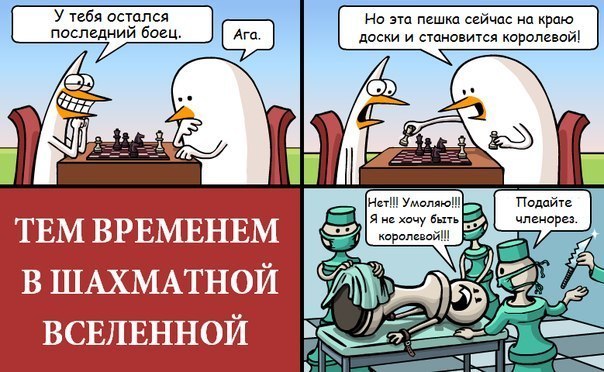 У тебя остался
последний боец.
Ага.
Но эта пешка сейчас на краю
доски и становится королевой!
ТЕМ ВРЕМЕНЕМ
В ШАХМАТНОЙ
ВСЕЛЕННОЙ
Нет!!! Умоляю!!!
Я не хочу быть
королевой!!!
Подайте
членорез.